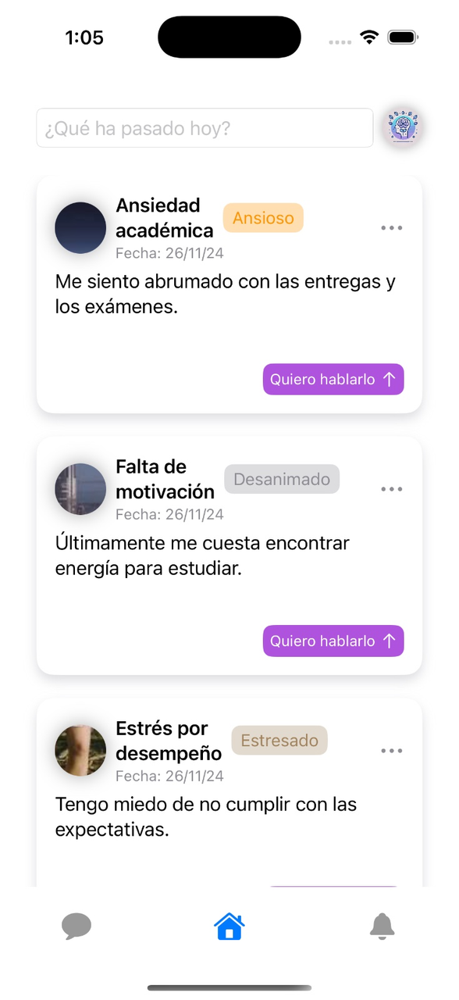 1:05
¿Qué ha pasado hoy?
Ansiedad
académica
Ansioso
Fecha: 26/11/24
Me siento abrumado con las entregas y
los exámenes.
Quiero hablarlo ↑
Falta de
motivación
Desanimado
Fecha: 26/11/24
Últimamente me cuesta encontrar
energía para estudiar.
Quiero hablarlo ↑
Estrés por
desempeño
Estresado
Fecha: 26/11/24
Tengo miedo de no cumplir con las
expectativas.